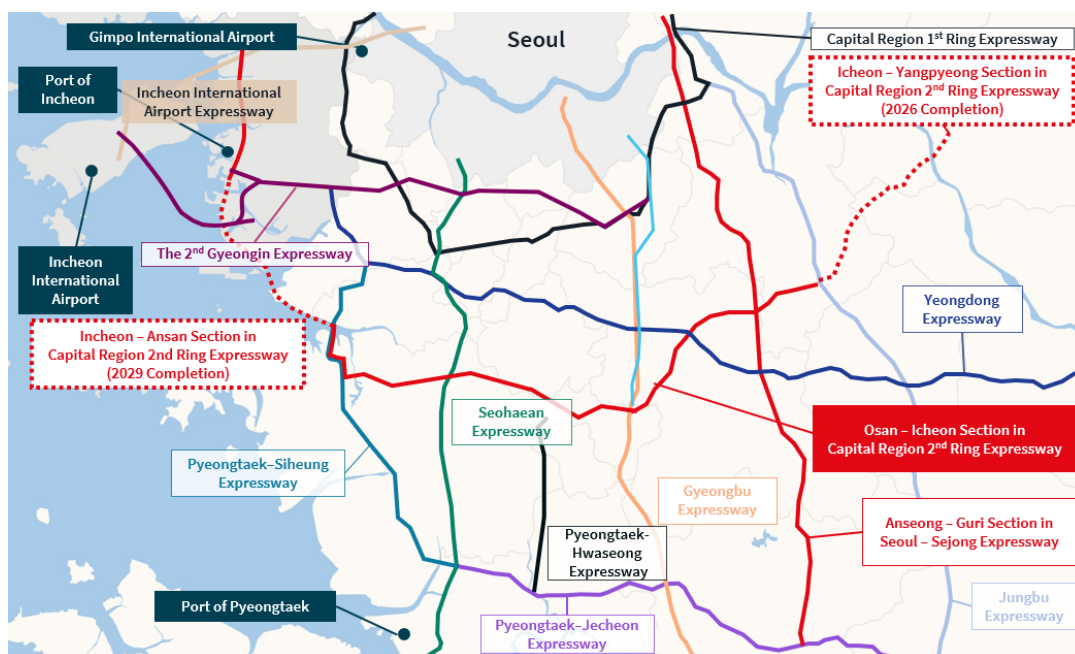 Gimpo International Airport
Seoul
Capital Region 1st Ring Expressway
Port of
Incheon
Incheon International
Airport Expressway
Icheon – Yangpyeong Section in
Capital Region 2nd Ring Expressway
(2026 Completion)
The 2nd Gyeongin Expressway
Incheon
International
Airport
Yeongdong
Expressway
Incheon – Ansan Section in
Capital Region 2nd Ring Expressway
(2029 Completion)
Seohaean
Expressway
Osan – Icheon Section in
Capital Region 2nd Ring Expressway
Pyeongtaek–Siheung
Expressway
Gyeongbu
Expressway
Anseong – Guri Section in
Seoul – Sejong Expressway
Pyeongtaek-
Hwaseong
Expressway
Port of Pyeongtaek
Jungbu
Expressway
Pyeongtaek–Jecheon
Expressway